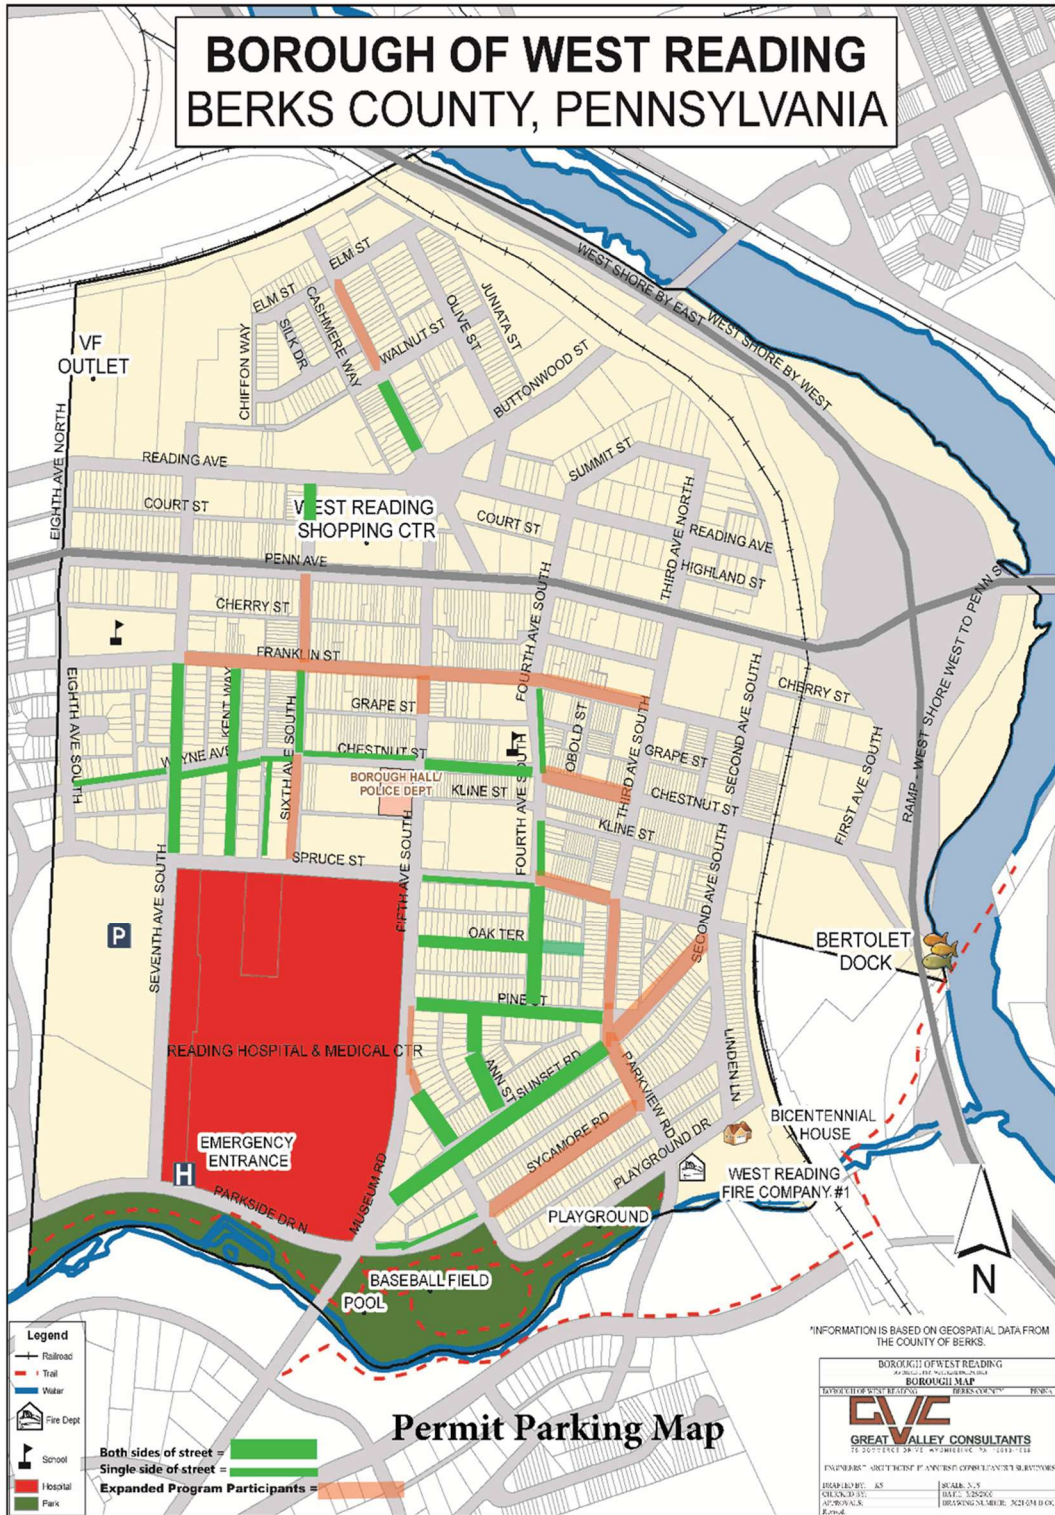 BOROUGH OF WEST READING
BERKS COUNTY, PENNSYLVANIA
WEST SHORE BY EAST
WEST SHORE BY WEST
ELM ST
ELM ST
CASHMERE WAY
SILK DR
WALNUT ST
OLIVE ST
JUNIATA ST
BUTTONWOOD ST
CHIFFON WAY
VF
OUTLET
EIGHTH AVE NORTH
READING AVE
COURT ST
WEST READING
SHOPPING CTR
SUMMIT ST
COURT ST
THIRD AVE NORTH
READING AVE
HIGHLAND ST
PENN AVE
RAMP - WEST SHORE WEST TO PENN S
CHERRY ST
FOURTH AVE SOUTH
FRANKLIN ST
EIGHTH AVE SOUTH
KENT WAY
SIXTH AVE SOUTH
GRAPE ST
OBOLD ST
THIRD AVE SOUTH
SECOND AVE SOUTH
CHERRY ST
GRAPE ST
WAYNE AVE
CHESTNUT ST
CHESTNUT ST
FIRST AVE SOUTH
BOROUGH HALL/
POLICE DEPT
KLINE ST
KLINE ST
FOURTH AVE SOUTH
SPRUCE ST
FIFTH AVE SOUTH
SEVENTH AVE SOUTH
P
OAK TER
SECOND AVE SOUTH
BERTOLET
DOCK
PINE ST
READING HOSPITAL & MEDICAL CTR
ANN ST
SUNSET RD
PARKVIEW RD
LINDEN LN
SYCAMORE RD
PLAYGROUND DR
BICENTENNIAL
HOUSE
EMERGENCY
ENTRANCE
H
PARKSIDE DR N
MUSEUM RD
WEST READING
FIRE COMPANY #1
PLAYGROUND
BASEBALL FIELD
POOL
N
Legend
Railroad
Trail
Water
Fire Dept
School
Hospital
Park
Both sides of street =
Single side of street =
Expanded Program Participants =
Permit Parking Map
*INFORMATION IS BASED ON GEOSPATIAL DATA FROM
THE COUNTY OF BERKS.
BOROUGH OF WEST READING
BOROUGH MAP
BOROUGH OF WEST READING BERKS COUNTY PENNA
GVC
GREAT VALLEY CONSULTANTS